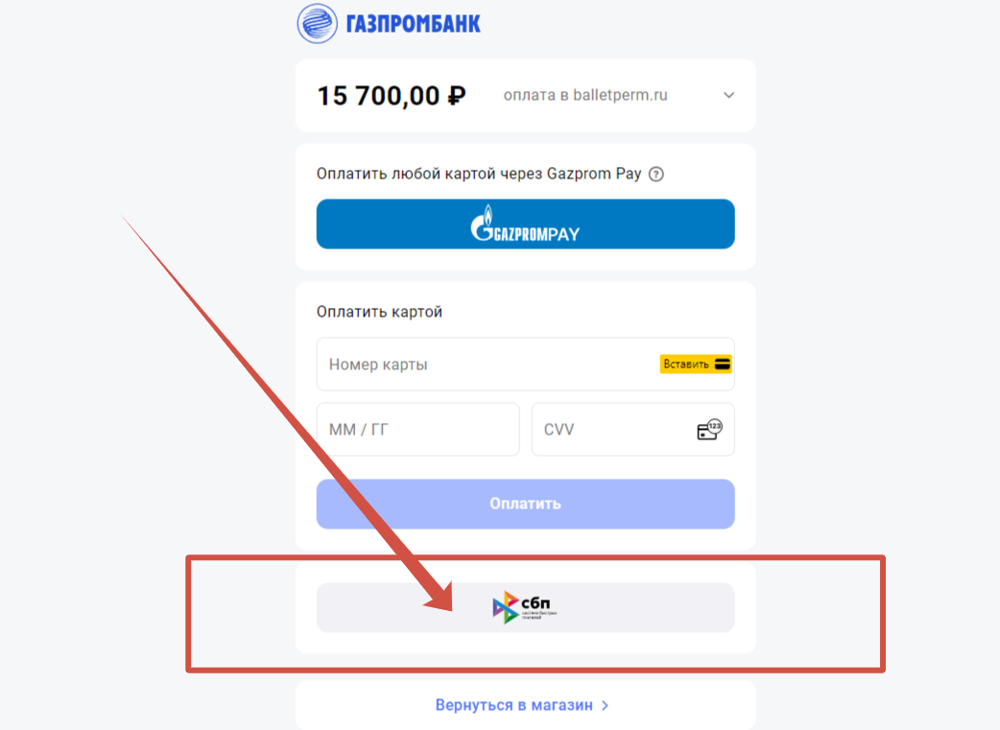 ГАЗПРОМБАНК
15 700,00 ₽
оплата в balletperm.ru
Оплатить любой картой через Gazprom Pay ?
GAZPROMPAY
Оплатить картой
Номер карты
Вставить
ММ / ГГ
CVV
123
Оплатить
сбп
система быстрых
платежей
Вернуться в магазин